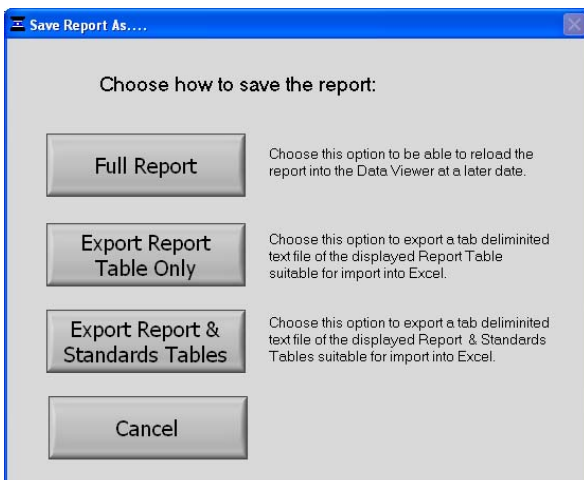 Save Report As....
Choose how to save the report:
Full Report
Choose this option to be able to reload the
report into the Data Viewer at a later date.
Export Report
Table Only
Choose this option to export a tab deliminited
text file of the displayed Report Table
suitable for import into Excel.
Export Report &
Standards Tables
Choose this option to export a tab deliminited
text file of the displayed Report & Standards
Tables suitable for import into Excel.
Cancel